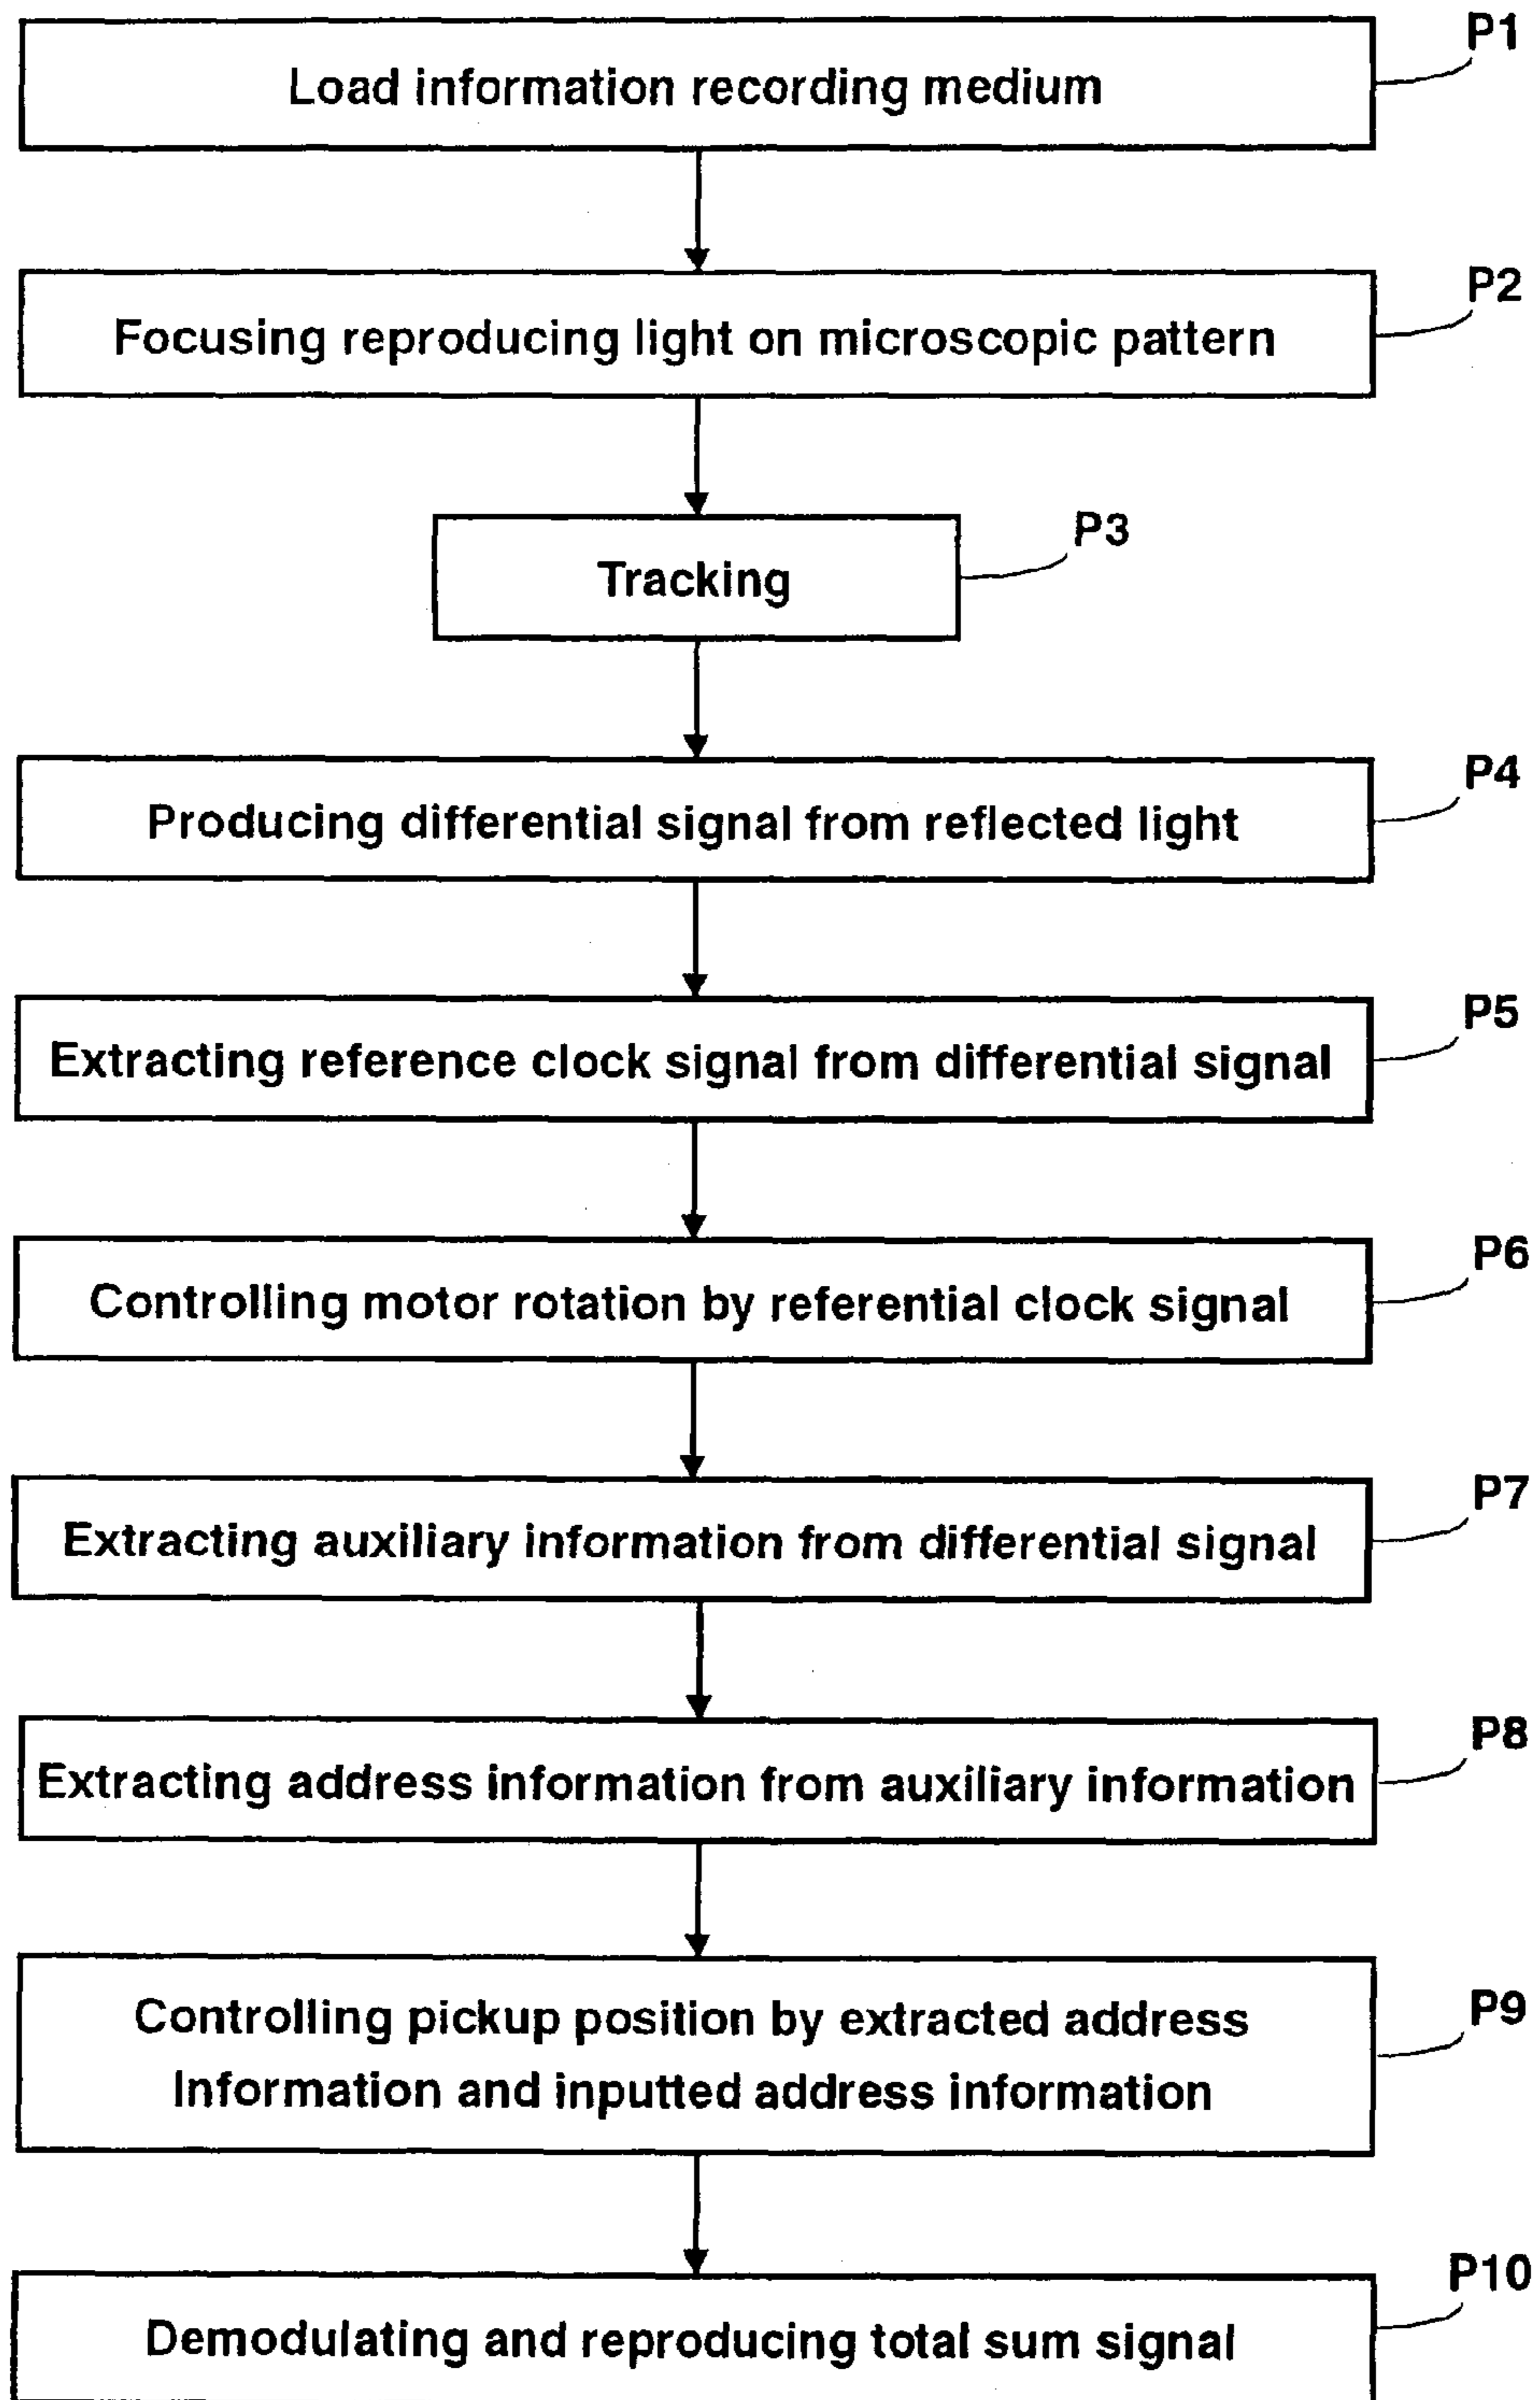 P1
Load information recording medium
P2
Focusing reproducing light on microscopic pattern
P3
Tracking
P4
Producing differential signal from reflected light
P5
Extracting reference clock signal from differential signal
P6
Controlling motor rotation by referential clock signal
P7
Extracting auxiliary information from differential signal
P8
Extracting address information from auxiliary information
P9
Controlling pickup position by extracted address
Information and inputted address information
P10
Demodulating and reproducing total sum signal